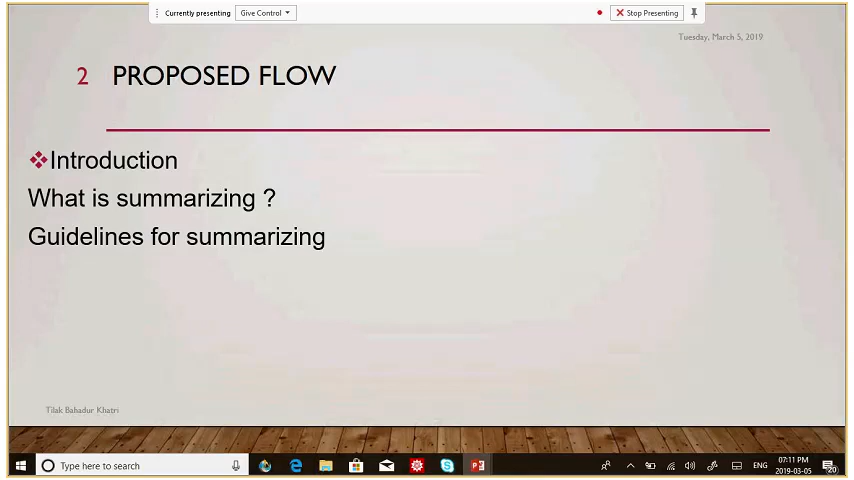 Currently presenting Give Control Stop Presenting
Tuesday, March 5, 2019
2 PROPOSED FLOW
Introduction
What is summarizing ?
Guidelines for summarizing
Tilak Bahadur Khatri
Type here to search
ENG
07:11 PM
2019-03-05
20